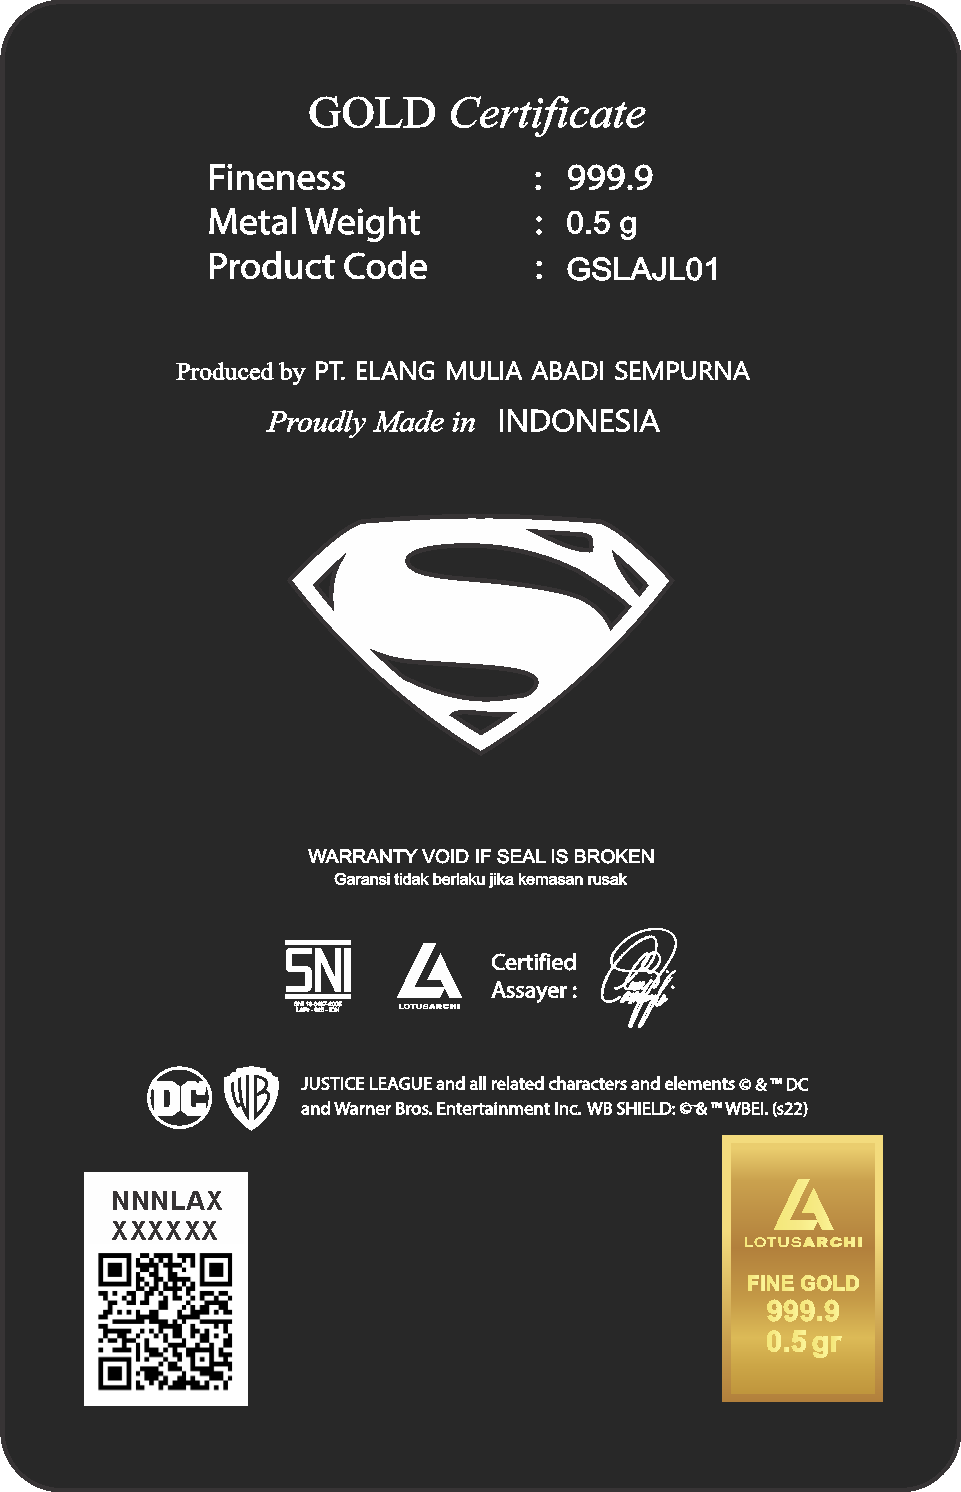 GOLD Certificate
Fineness : 999.9
Metal Weight : 0.5 g
Product Code : GSLAJL01
Produced by PT. ELANG MULIA ABADI SEMPURNA
Proudly Made in INDONESIA
WARRANTY VOID IF SEAL IS BROKEN
Garansi tidak berlaku jika kemasan rusak
SNI
LOTUSARCHI
Certified
Assayer :
DC
WB
JUSTICE LEAGUE and all related characters and elements © & ™ DC
and Warner Bros. Entertainment Inc. WB SHIELD: © & ™ WBEI. (s22)
NNNLAX
XXXXXX
LOTUSARCHI
FINE GOLD
999.9
0.5 gr